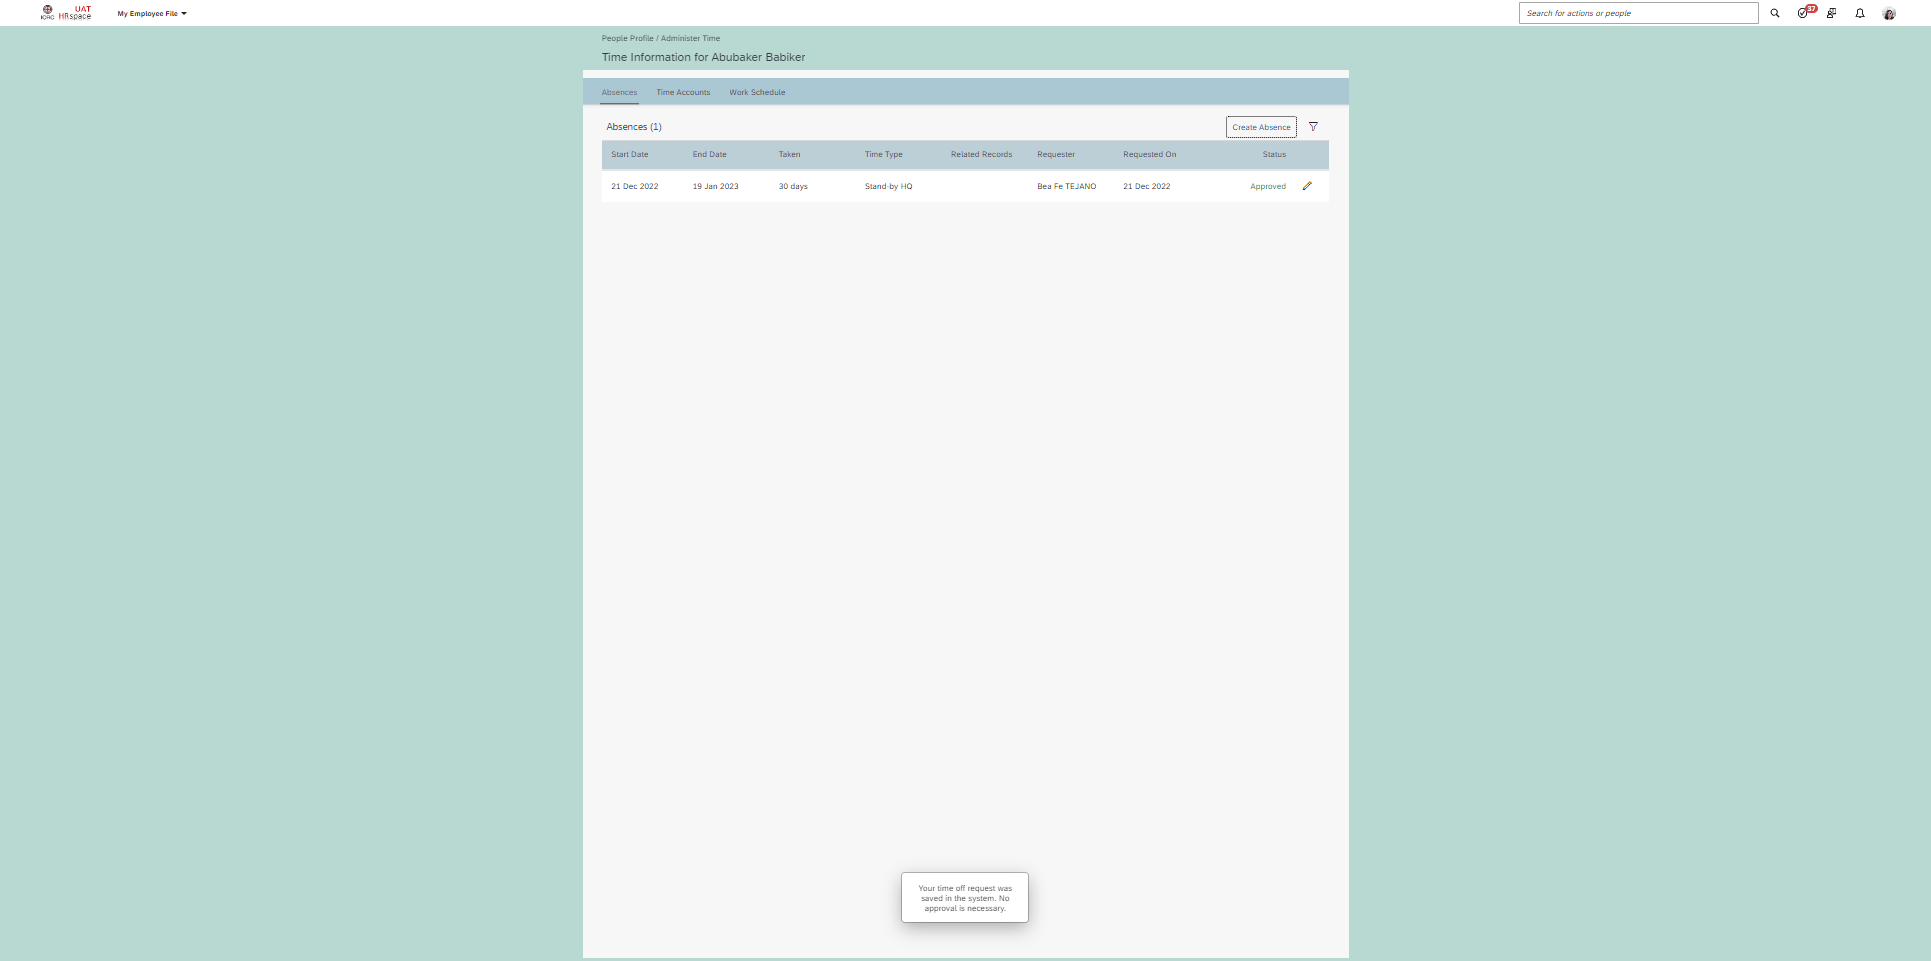 ICRC
UAT
HRspace
My Employee File
Search for actions or people
37
People Profile / Administer Time
Time Information for Abubaker Babiker
Absences Time Accounts Work Schedule
Absences (1)
Create Absence
Start Date End Date Taken Time Type Related Records Requester Requested On Status
21 Dec 2022 19 Jan 2023 30 days Stand-by HQ Bea Fe TEJANO 21 Dec 2022 Approved
Your time off request was
saved in the system. No
approval is necessary.